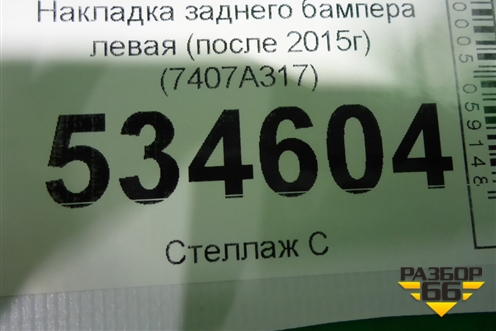 Накладка заднего бампера
левая (после 2015г)
(7407A317)
534604
Стеллаж С
РАЗБОР
66